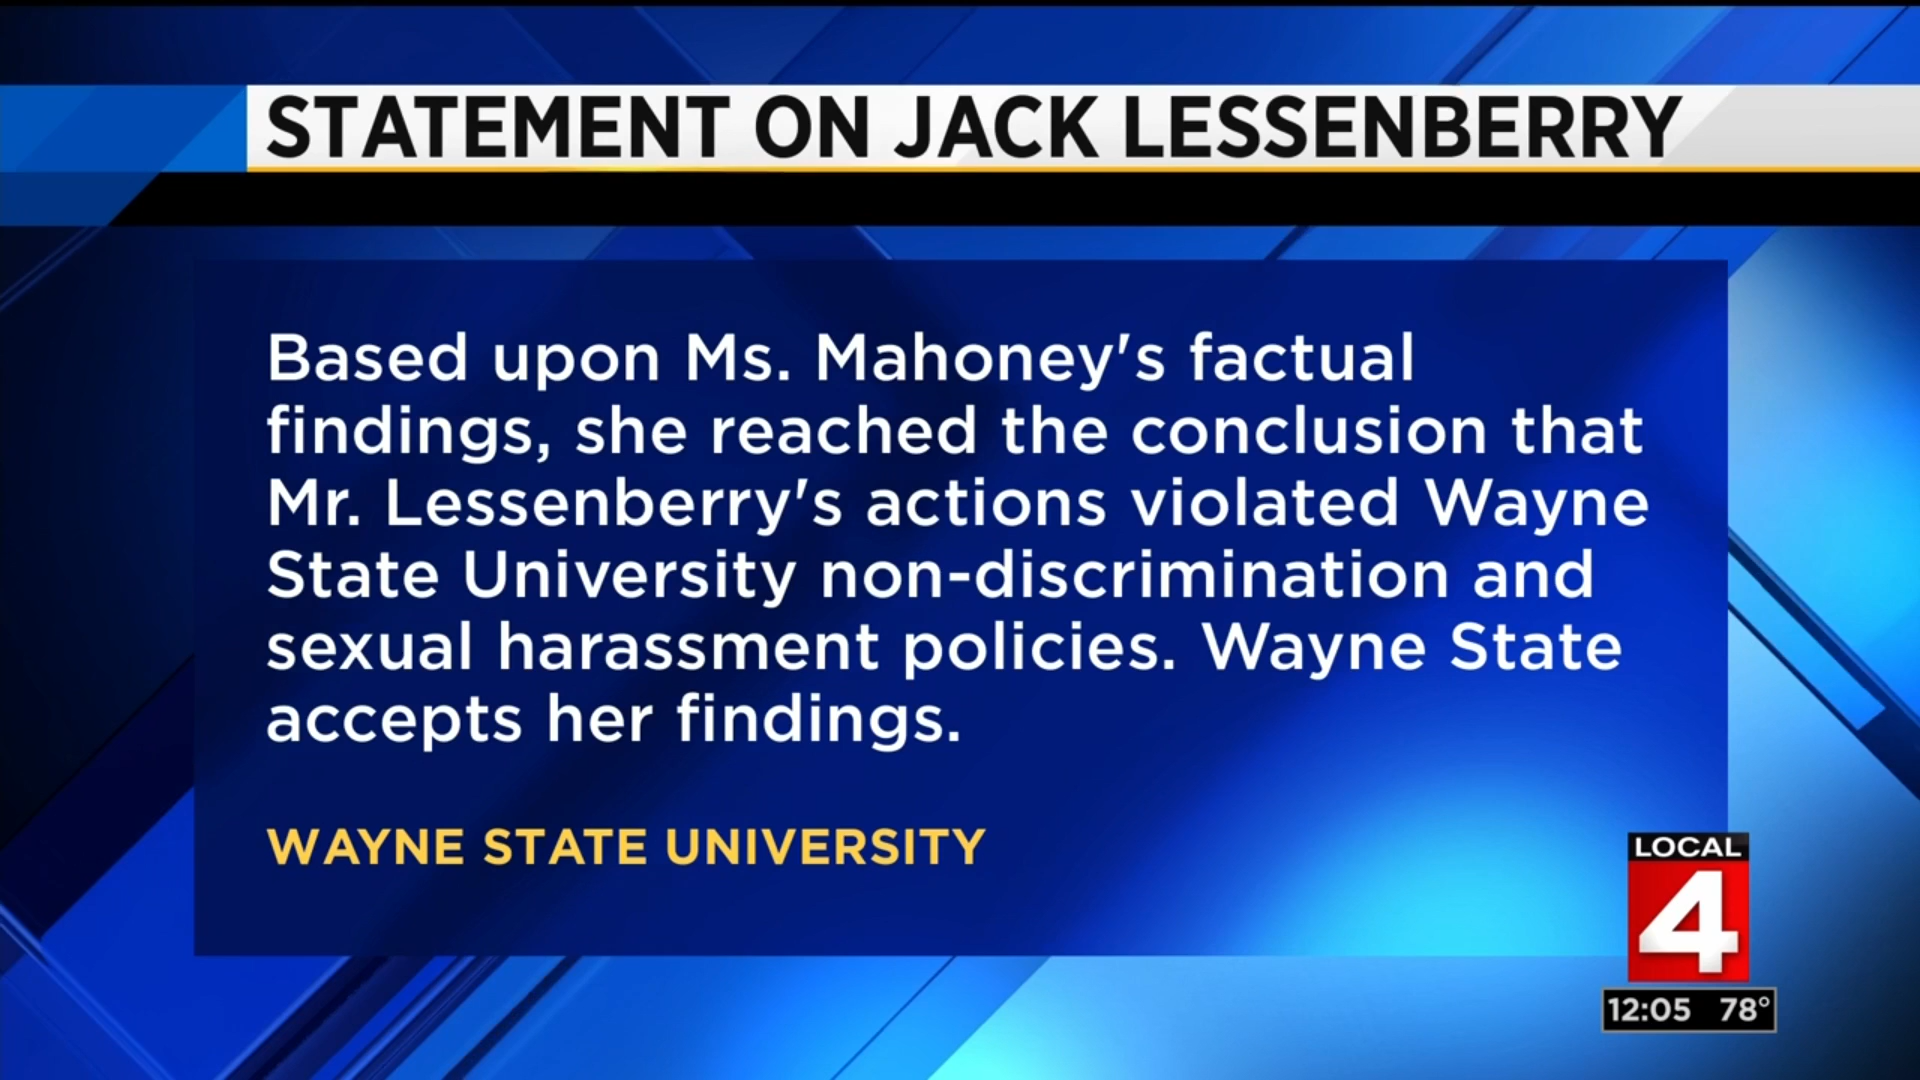 STATEMENT ON JACK LESSENBERRY
Based upon Ms. Mahoney's factual
findings, she reached the conclusion that
Mr. Lessenberry's actions violated Wayne
State University non-discrimination and
sexual harassment policies. Wayne State
accepts her findings.
WAYNE STATE UNIVERSITY
LOCAL
4
12:05 78°